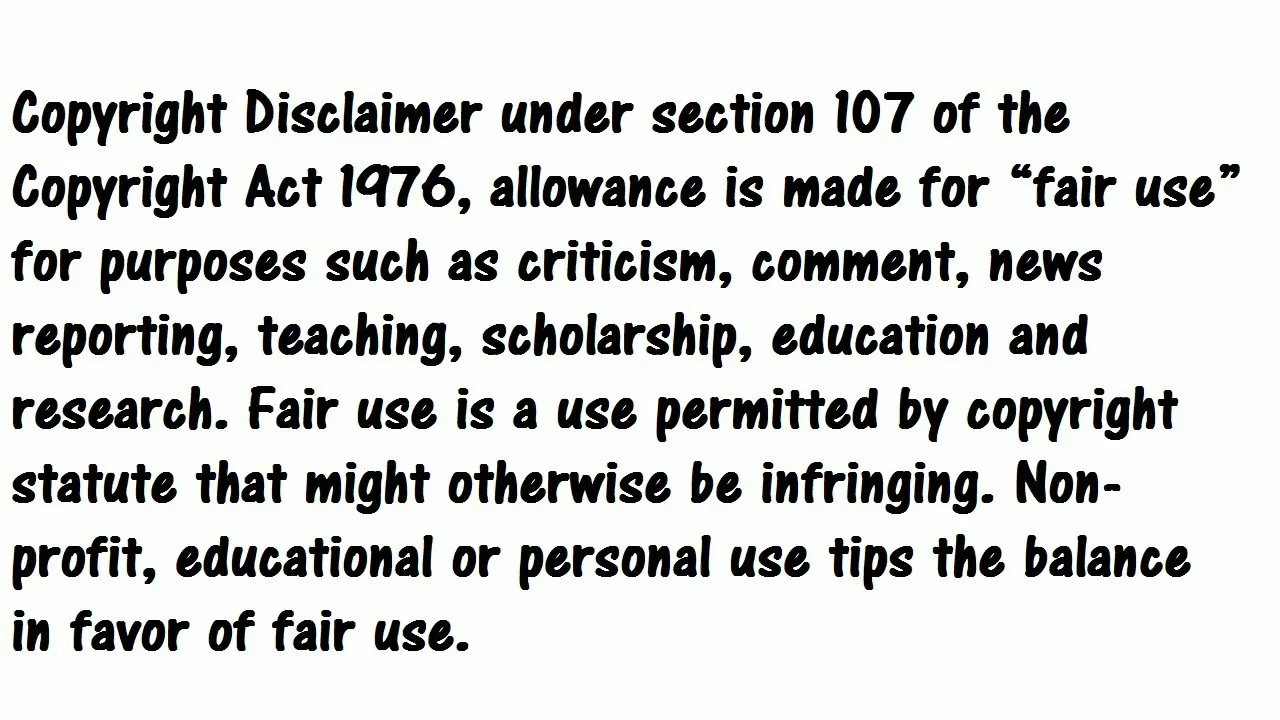 Copyright Disclaimer under section 107 of the
Copyright Act 1976, allowance is made for “fair use”
for purposes such as criticism, comment, news
reporting, teaching, scholarship, education and
research. Fair use is a use permitted by copyright
statute that might otherwise be infringing. Non-
profit, educational or personal use tips the balance
in favor of fair use.